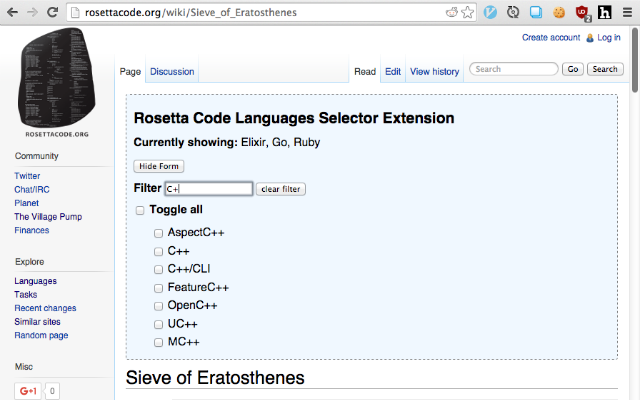 rosettacode.org/wiki/Sieve_of_Eratosthenes
2
Create account Log in
Page Discussion Read Edit View history Search Go Search
ROSETTACODE.ORG
Community
Twitter
Chat/IRC
Planet
The Village Pump
Finances
Explore
Languages
Tasks
Recent changes
Similar sites
Random page
Misc
G+1 0
Rosetta Code Languages Selector Extension
Currently showing: Elixir, Go, Ruby
Hide Form
Filter C+ clear filter
Toggle all
AspectC++
C++
C++/CLI
FeatureC++
OpenC++
UC++
MC++
Sieve of Eratosthenes